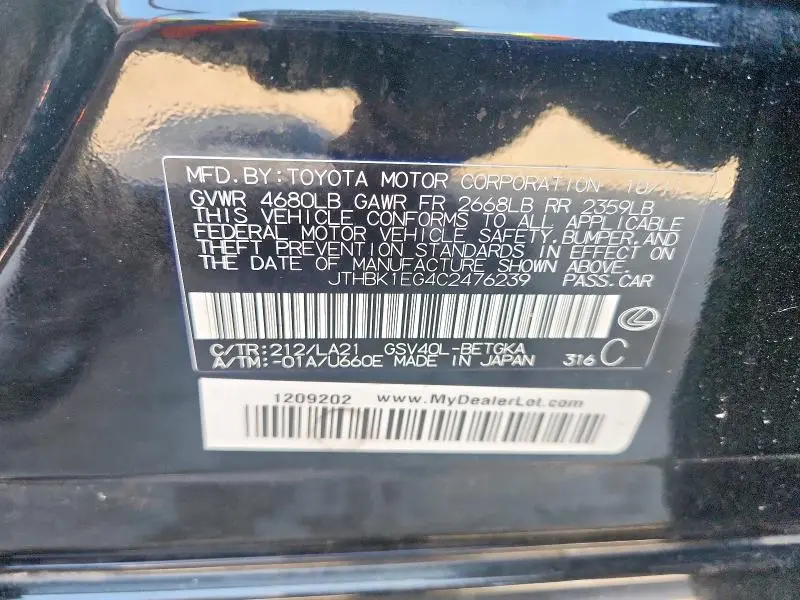 MFD. BY: TOYOTA MOTOR CORPORATION 10/
GVWR 4680LB GAWR FR 2668LB RR 2359LB
THIS VEHICLE CONFORMS TO ALL APPLICABLE
FEDERAL MOTOR VEHICLE SAFETY, BUMPER, AND
THEFT PREVENTION STANDARDS IN EFFECT ON
THE DATE OF MANUFACTURE SHOWN ABOVE.
JTHBK1EG4C2476239 PASS. CAR
C/TR: 212/LA21 GSV40L-BETGKA
A/TM: -01A/U660E MADE IN JAPAN 316 C
1209202 www.MyDealerLot.com